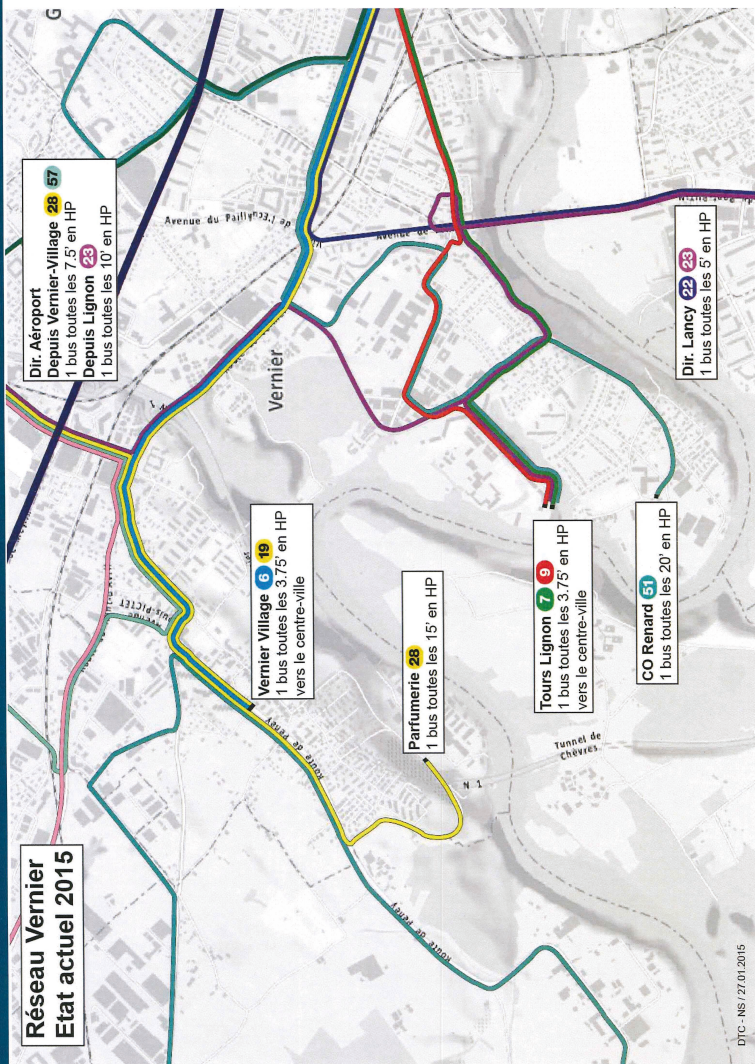 Réseau Vernier
Etat actuel 2015
Dir. Aéroport
Depuis Vernier-Village 28 57
1 bus toutes les 7.5' en HP
Depuis Lignon 23
1 bus toutes les 10' en HP
Vernier Village 6 19
1 bus toutes les 3.75' en HP
vers le centre-ville
Parfumerie 28
1 bus toutes les 15' en HP
Tours Lignon 7 9
1 bus toutes les 3.75' en HP
vers le centre-ville
CO Renard 51
1 bus toutes les 20' en HP
Dir. Lancy 22 23
1 bus toutes les 5' en HP
Vernier
Avenue du
de l'Ecu
Avenue de
Route de Peney
Route de Peney
N 1
N 1
Tunnel de
Chèvres
G
DTC - NS / 27.01.2015